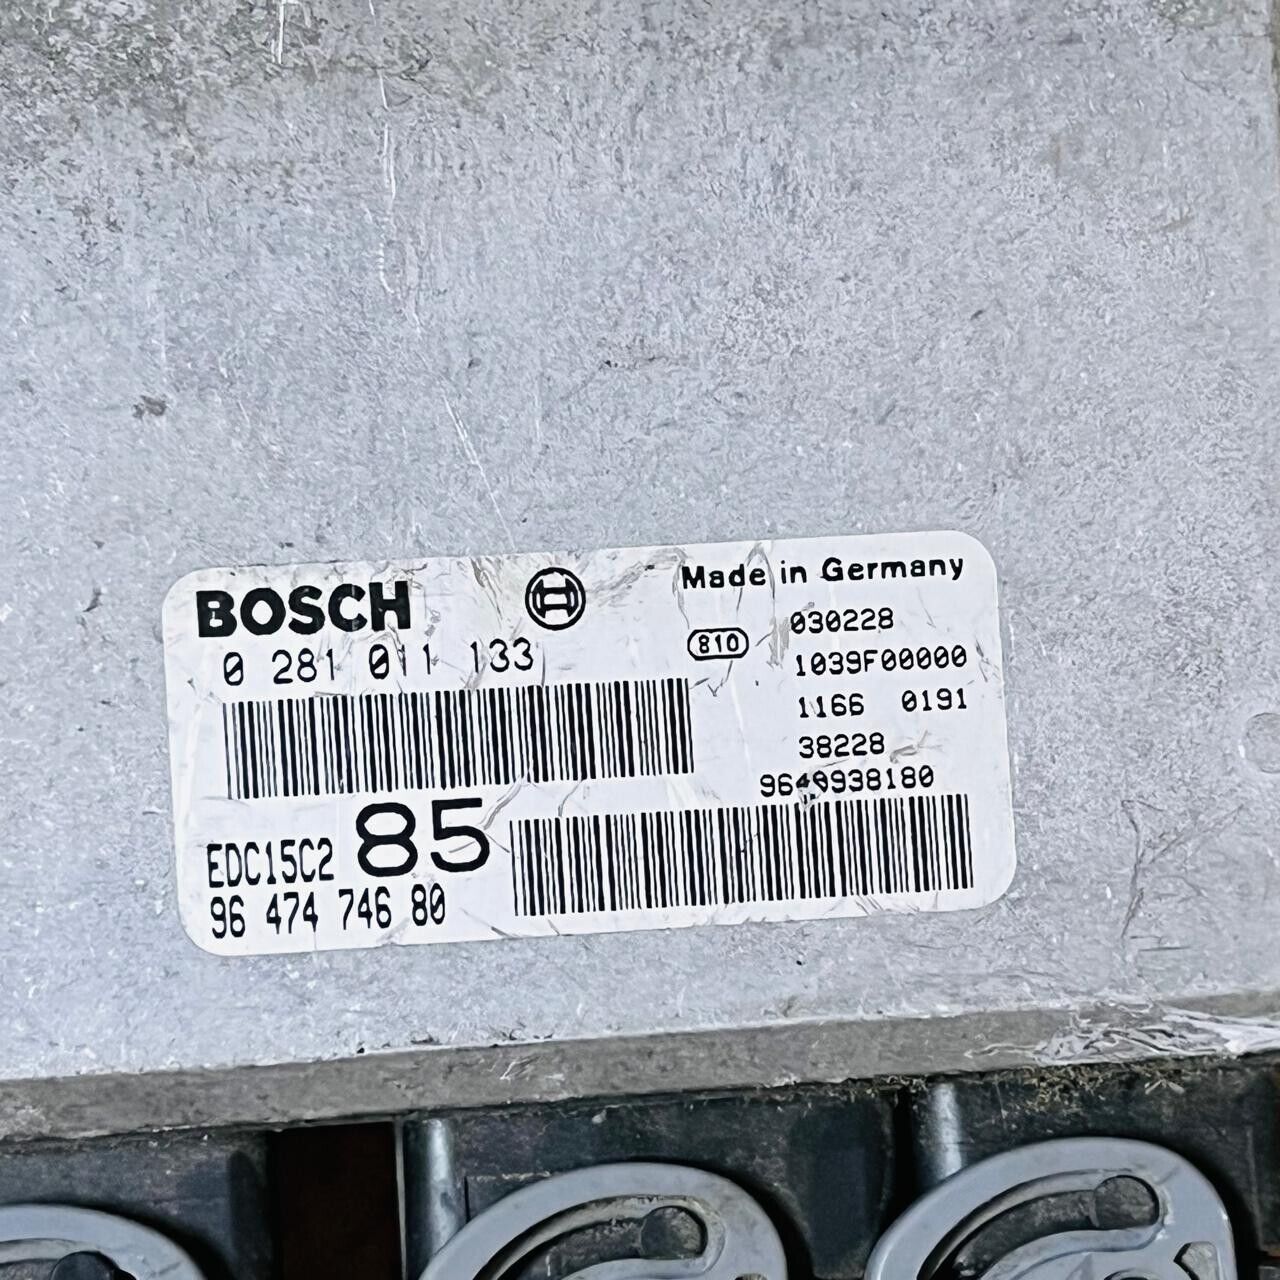 BOSCH
0 281 011 133
Made in Germany
810
030228
1039F00000
1166 0191
38228
EDC15C2 85
96 474 746 80